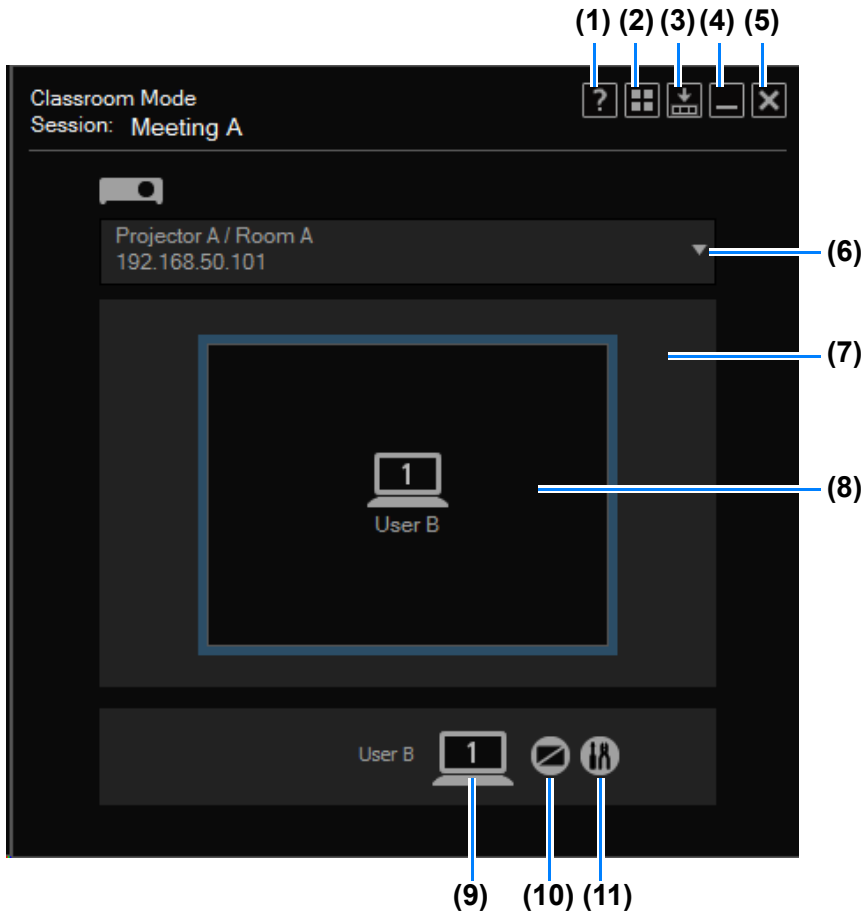 (1) (2) (3) (4) (5)
?
Classroom Mode
Session: Meeting A
Projector A / Room A
192.168.50.101
(6)
(7)
1
User B
(8)
User B 1
(9) (10) (11)